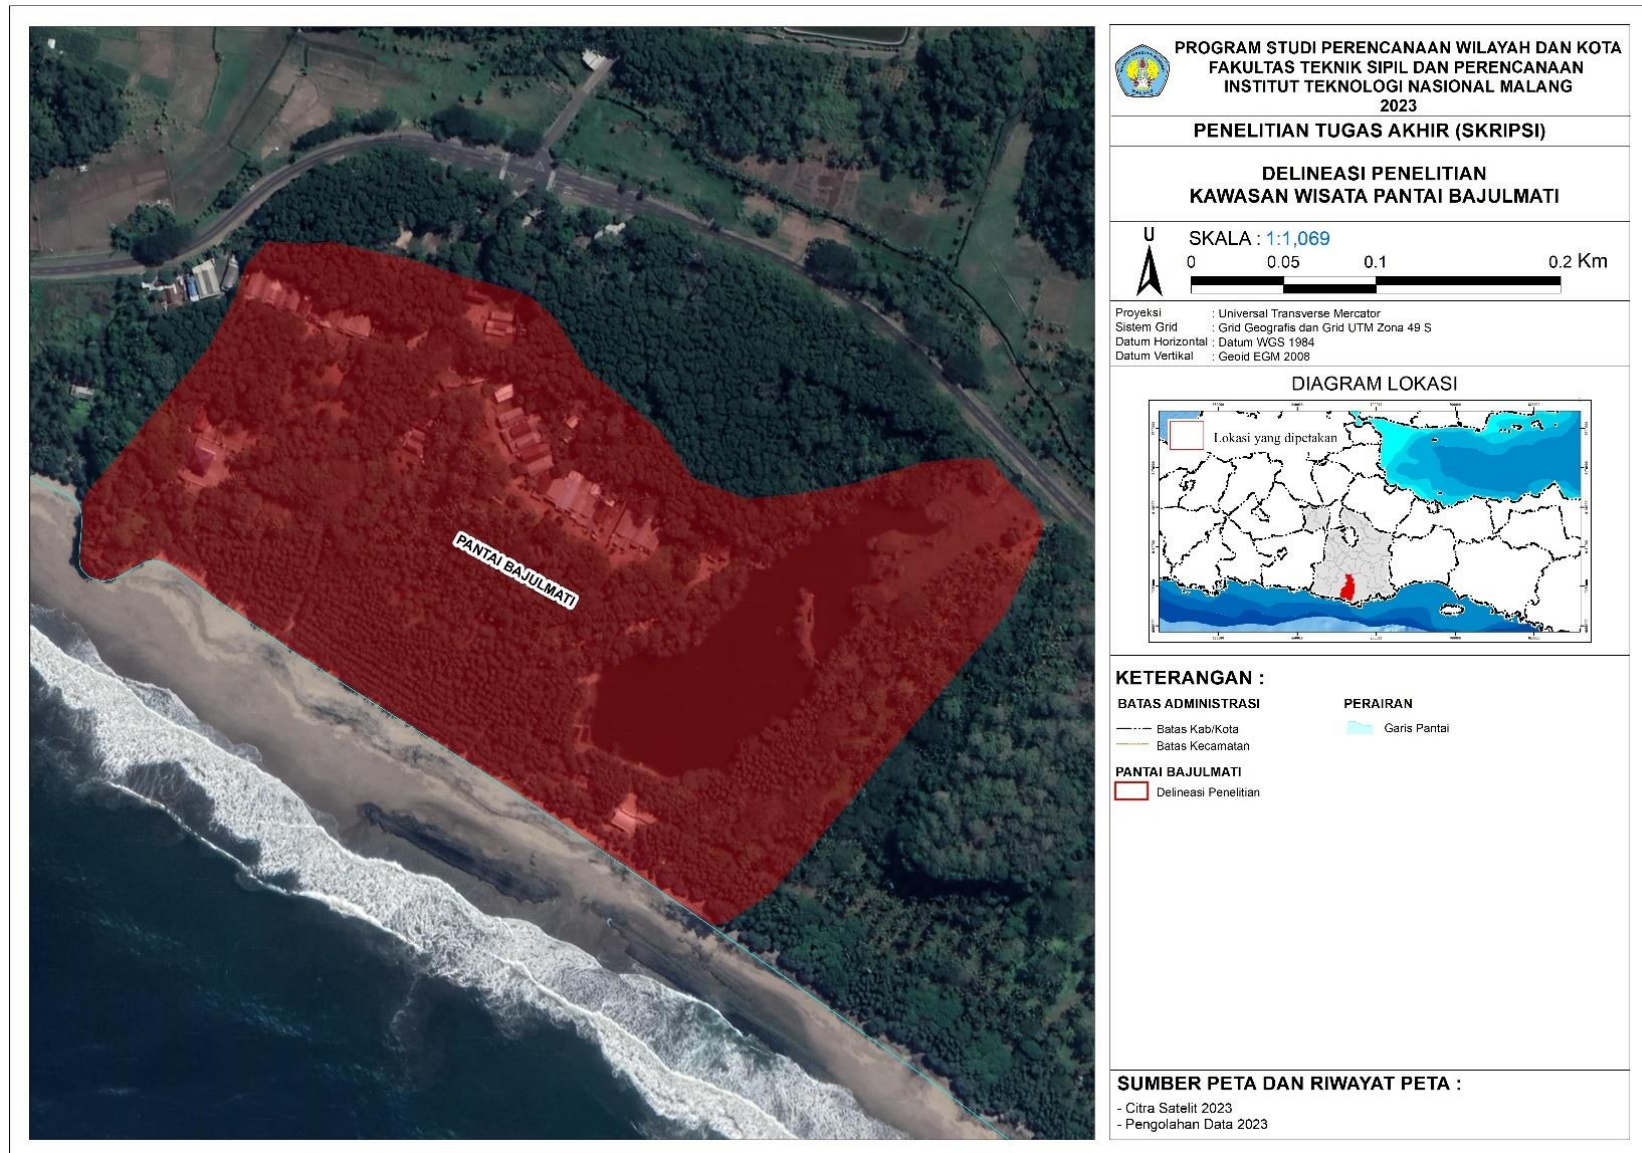 PROGRAM STUDI PERENCANAAN WILAYAH DAN KOTA
FAKULTAS TEKNIK SIPIL DAN PERENCANAAN
INSTITUT TEKNOLOGI NASIONAL MALANG
2023
PENELITIAN TUGAS AKHIR (SKRIPSI)
DELINEASI PENELITIAN
KAWASAN WISATA PANTAI BAJULMATI
U
SKALA : 1:1,069
0 0.05 0.1 0.2 Km
Proyeksi : Universal Transverse Mercator
Sistem Grid : Grid Geografis dan Grid UTM Zona 49 S
Datum Horizontal : Datum WGS 1984
Datum Vertikal : Geoid EGM 2008
DIAGRAM LOKASI
Lokasi yang dipetakan
PANTAI BAJULMATI
KETERANGAN :
BATAS ADMINISTRASI
Batas Kab/Kota
Batas Kecamatan
PERAIRAN
Garis Pantai
PANTAI BAJULMATI
Delineasi Penelitian
SUMBER PETA DAN RIWAYAT PETA :
- Citra Satelit 2023
- Pengolahan Data 2023